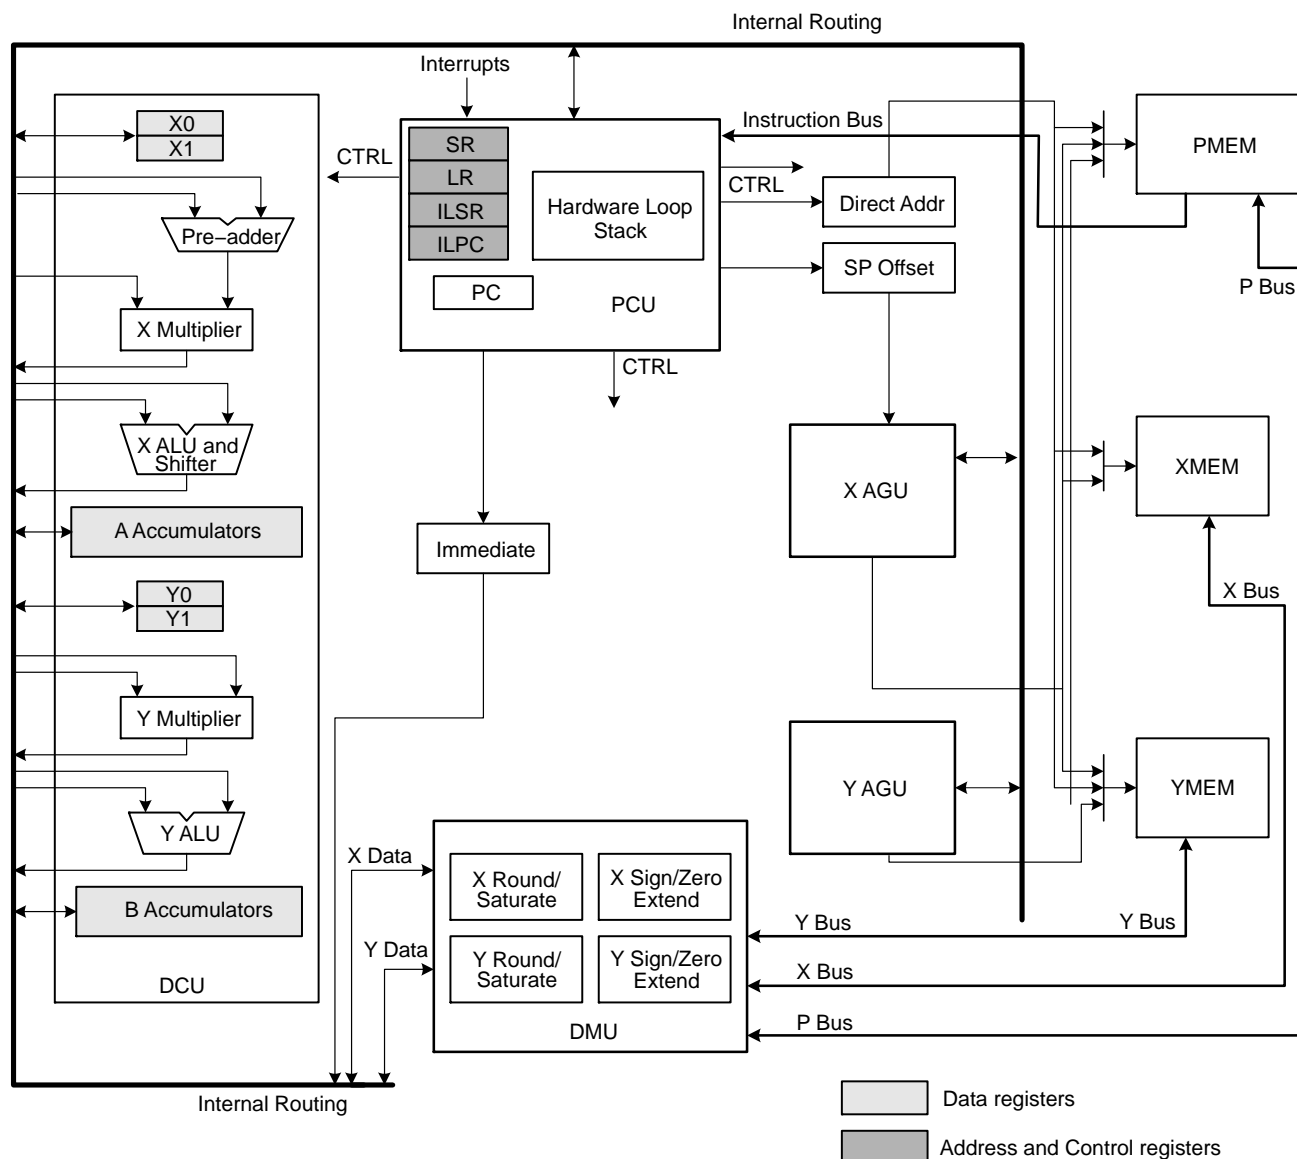 Internal Routing
Interrupts
X0
X1
CTRL
SR
LR
ILSR
ILPC
PC
Hardware Loop
Stack
PCU
Instruction Bus
CTRL
Direct Addr
SP Offset
PMEM
P Bus
Pre−adder
X Multiplier
CTRL
X ALU and
Shifter
X AGU
XMEM
A Accumulators
Immediate
X Bus
Y0
Y1
Y Multiplier
Y AGU
YMEM
Y ALU
X Data
X Round/
Saturate
X Sign/Zero
Extend
B Accumulators
Y Data
Y Round/
Saturate
Y Sign/Zero
Extend
Y Bus
Y Bus
X Bus
DCU
DMU
P Bus
Internal Routing
Data registers
Address and Control registers